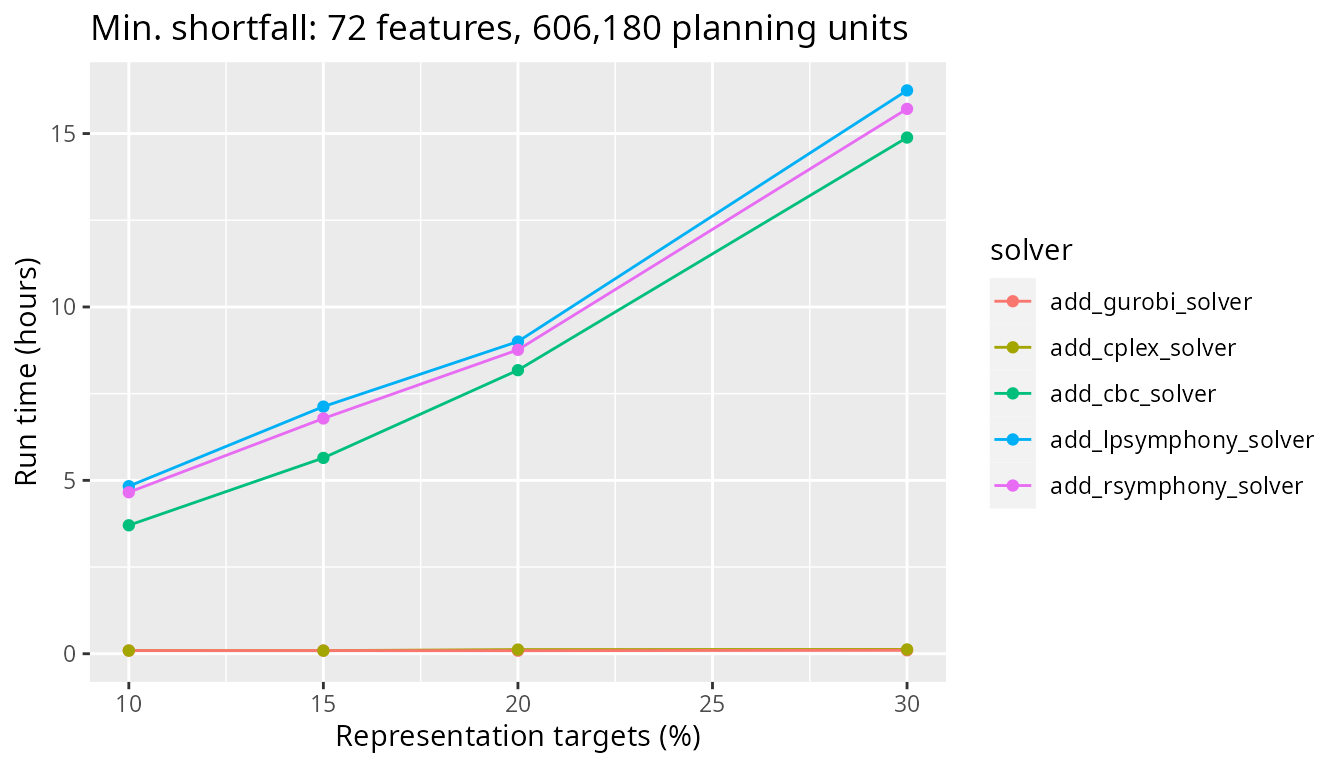 Min. shortfall: 72 features, 606,180 planning units
Run time (hours)
15
10
5
0
10 15 20 25 30
Representation targets (%)
solver
add_gurobi_solver
add_cplex_solver
add_cbc_solver
add_lpsymphony_solver
add_rsymphony_solver